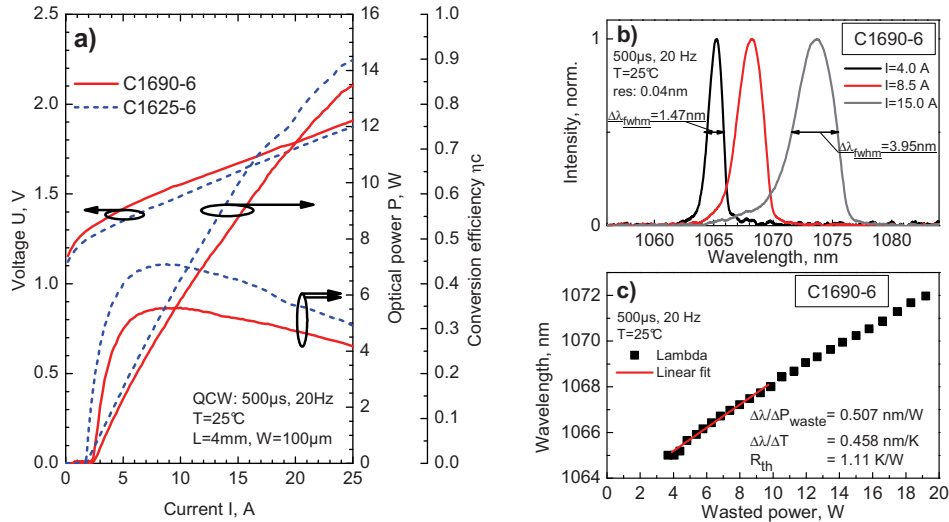 a)
C1690-6
C1625-6
QCW: 500µs, 20Hz
T=25℃
L=4mm, W=100µm
Voltage U, V
0.0
0.5
1.0
1.5
2.0
2.5
Current I, A
0 5 10 15 20 25
Optical power P, W
0
2
4
6
8
10
12
14
16
Conversion efficiency ηc
0.0
0.1
0.2
0.3
0.4
0.5
0.6
0.7
0.8
0.9
1.0
b)
C1690-6
500µs, 20 Hz
T=25℃
res: 0.04nm
I=4.0 A
I=8.5 A
I=15.0 A
Δλfwhm=1.47nm
Δλfwhm=3.95nm
Intensity, norm.
0
1
1060 1065 1070 1075 1080
Wavelength, nm
c)
C1690-6
500µs, 20 Hz
T=25℃
Lambda
Linear fit
Δλ/ΔPwaste = 0.507 nm/W
Δλ/ΔT = 0.458 nm/K
Rth = 1.11 K/W
Wavelength, nm
1064
1066
1068
1070
1072
0 2 4 6 8 10 12 14 16 18 20
Wasted power, W